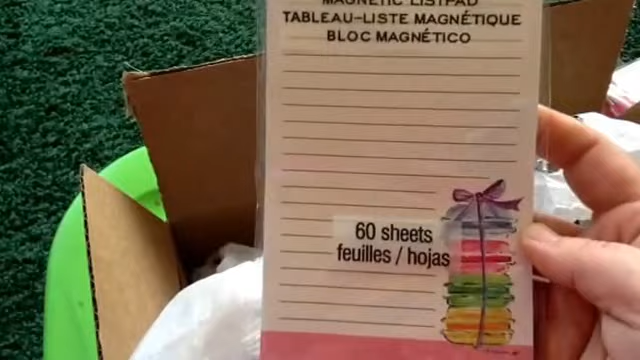 MAGNETIC LISTPAD
TABLEAU-LISTE MAGNÉTIQUE
BLOC MAGNÉTICO
60 sheets
feuilles / hojas